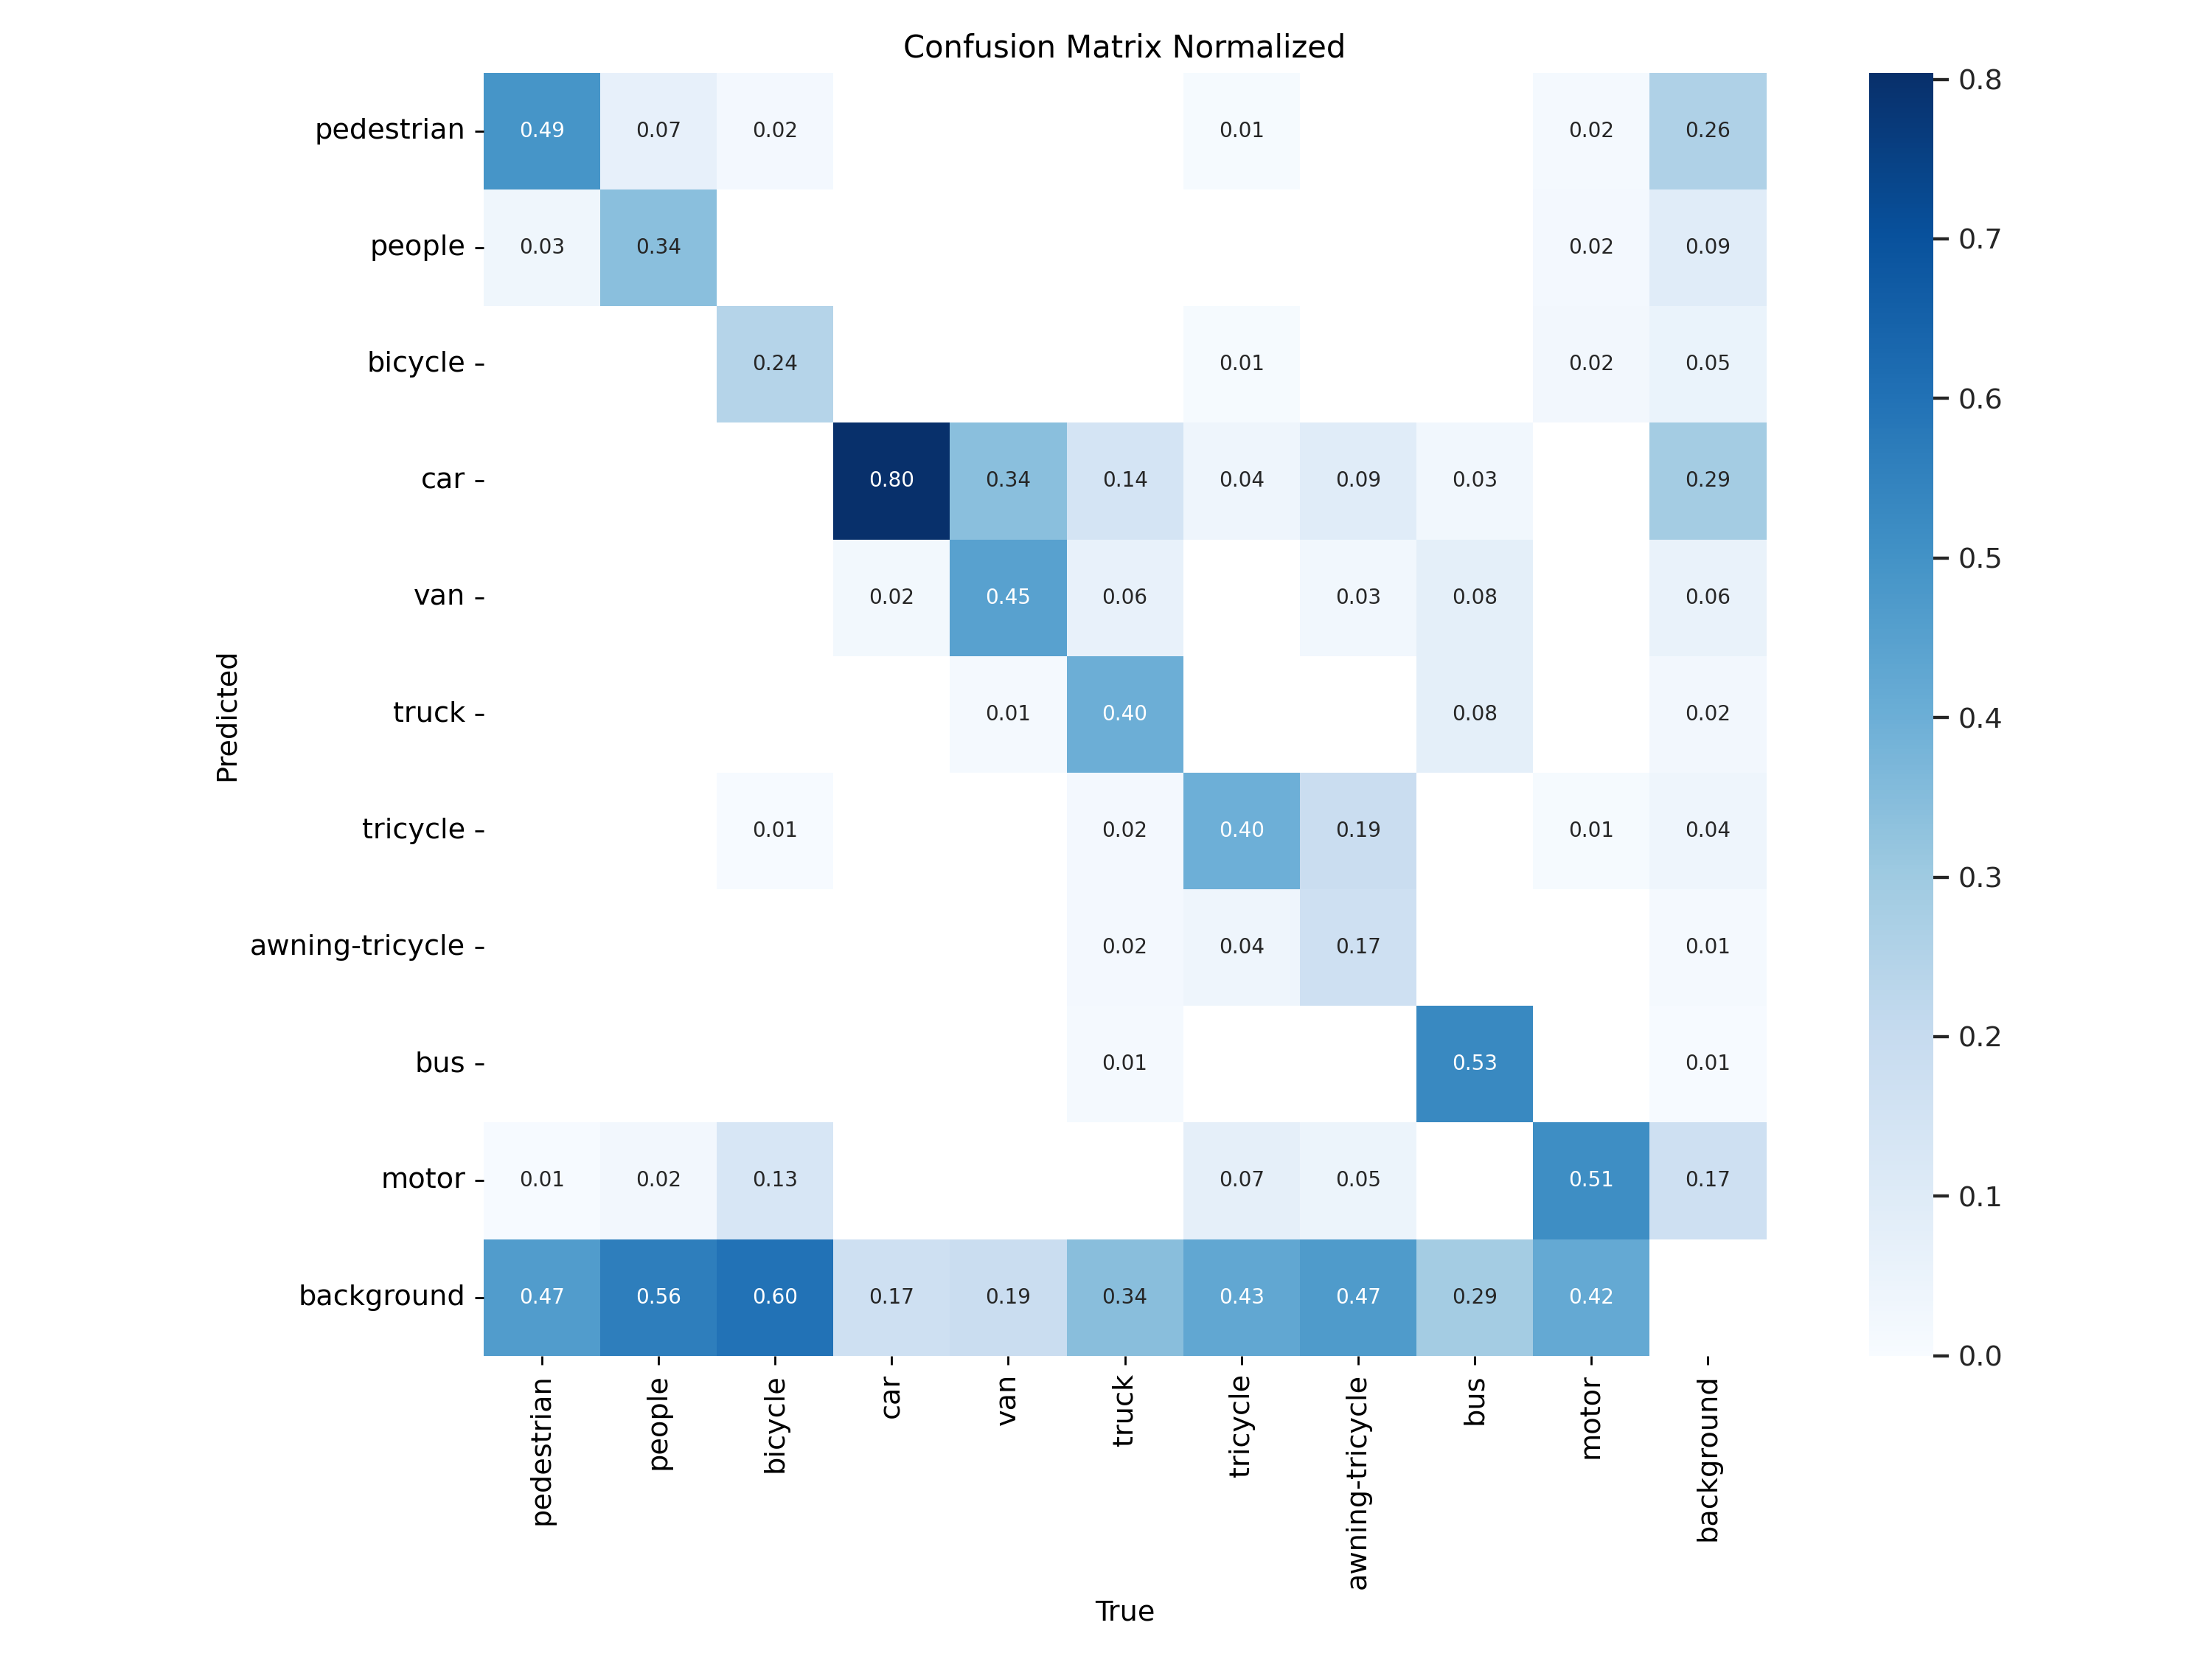 Confusion Matrix Normalized
pedestrian 0.49 0.07 0.02 0.01 0.02 0.26
people 0.03 0.34 0.02 0.09
bicycle 0.24 0.01 0.02 0.05
car 0.80 0.34 0.14 0.04 0.09 0.03 0.29
van 0.02 0.45 0.06 0.03 0.08 0.06
truck 0.01 0.40 0.08 0.02
tricycle 0.01 0.02 0.40 0.19 0.01 0.04
awning-tricycle 0.02 0.04 0.17 0.01
bus 0.01 0.53 0.01
motor 0.01 0.02 0.13 0.07 0.05 0.51 0.17
background 0.47 0.56 0.60 0.17 0.19 0.34 0.43 0.47 0.29 0.42
Predicted
pedestrian
people
bicycle
car
van
truck
tricycle
awning-tricycle
bus
motor
background
True
0.8
0.7
0.6
0.5
0.4
0.3
0.2
0.1
0.0